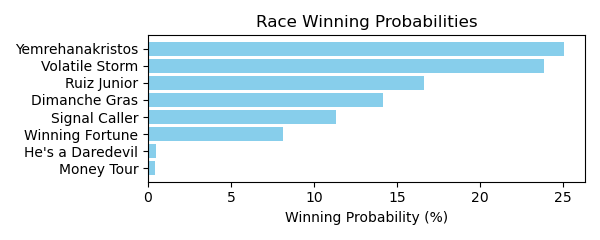 Race Winning Probabilities
Yemrehanakristos
Volatile Storm
Ruiz Junior
Dimanche Gras
Signal Caller
Winning Fortune
He's a Daredevil
Money Tour
0 5 10 15 20 25
Winning Probability (%)